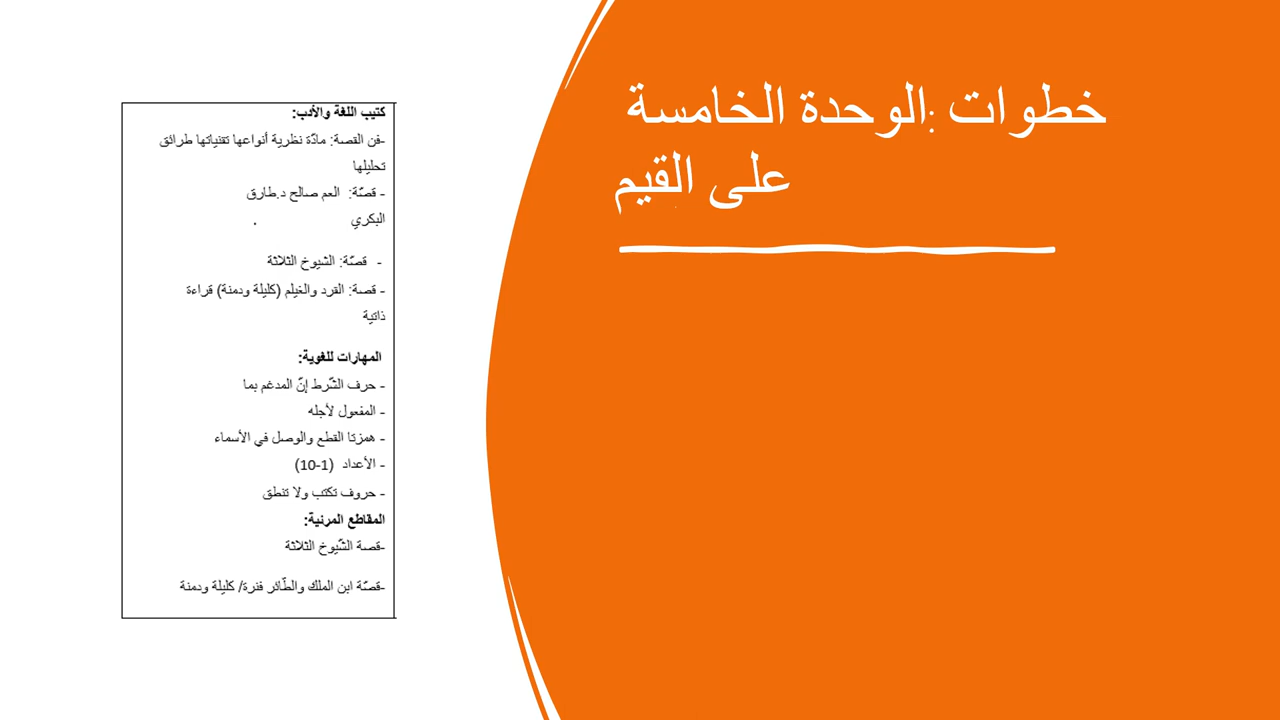 خطوات :الوحدة الخامسة
على القيم
كتيب اللغة والأدب:
-فن القصة: مادّة نظرية أنواعها تقنياتها طرائق
تحليلها
- قصّة: العم صالح د.طارق
البكري .
- قصّة: الشيوخ الثلاثة
- قصة: القرد والغيلم (كليلة ودمنة) قراءة
ذاتية
المهارات للغوية:
- حرف الشّرط إنّ المدغم بما
- المفعول لأجله
- همزتا القطع والوصل في الأسماء
- الأعداد (1-10)
- حروف تكتب ولا تنطق
المقاطع المرئية:
-قصة الشّيوخ الثلاثة
-قصّة ابن الملك والطّائر فنرة/ كليلة ودمنة